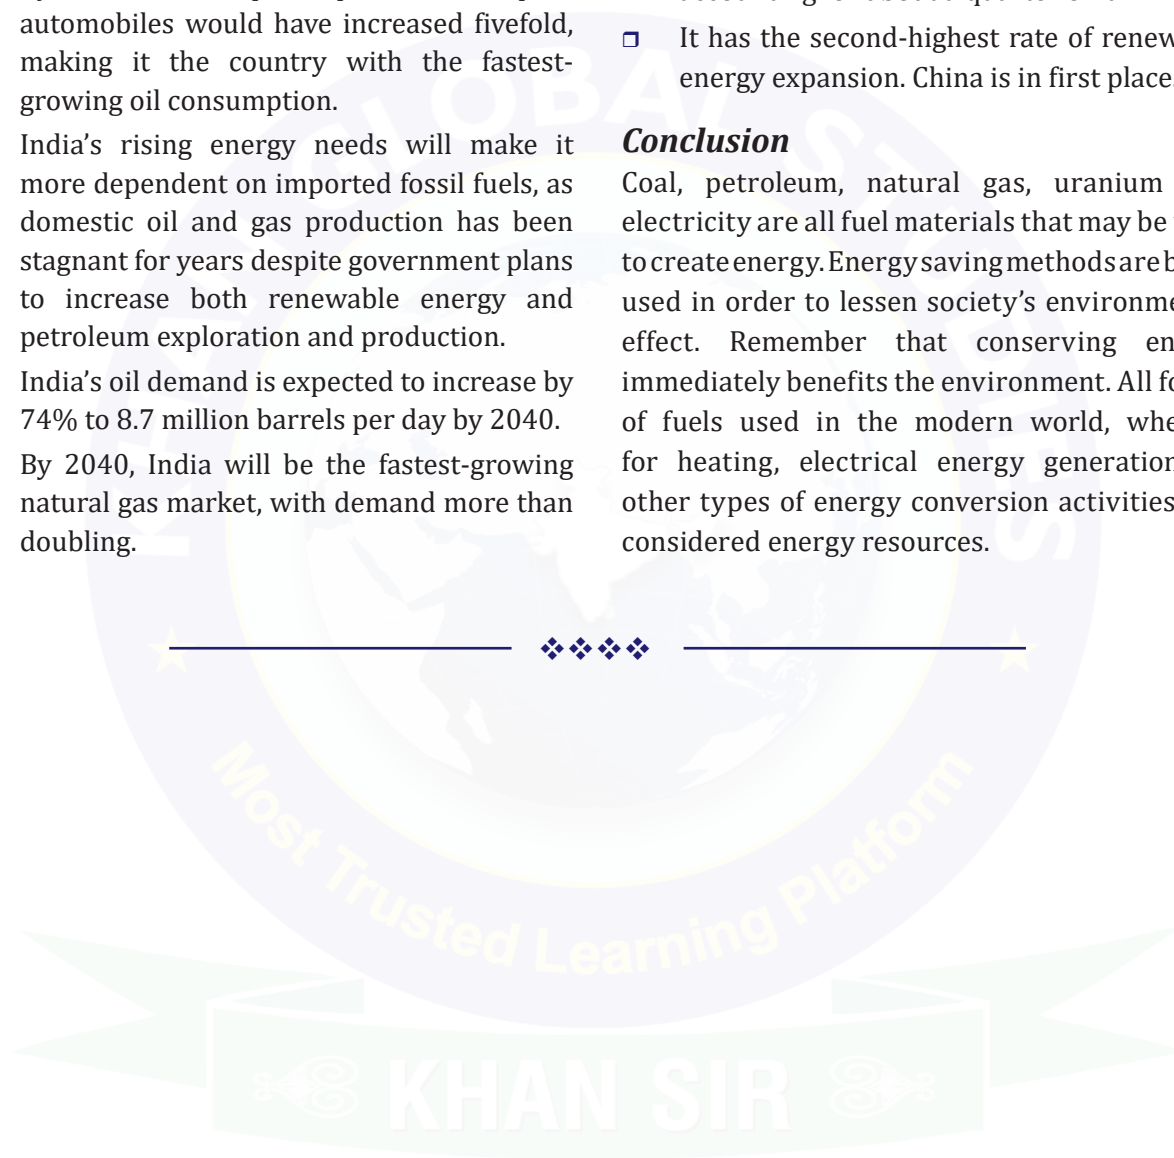 automobiles would have increased fivefold,
making it the country with the fastest-
growing oil consumption.
India’s rising energy needs will make it
more dependent on imported fossil fuels, as
domestic oil and gas production has been
stagnant for years despite government plans
to increase both renewable energy and
petroleum exploration and production.
India’s oil demand is expected to increase by
74% to 8.7 million barrels per day by 2040.
By 2040, India will be the fastest-growing
natural gas market, with demand more than
doubling.
It has the second-highest rate of renew
energy expansion. China is in first place.
Conclusion
Coal, petroleum, natural gas, uranium
electricity are all fuel materials that may be
to create energy. Energy saving methods are b
used in order to lessen society’s environme
effect. Remember that conserving en
immediately benefits the environment. All fo
of fuels used in the modern world, whe
for heating, electrical energy generation
other types of energy conversion activities
considered energy resources.
KHAN GLOBAL STUDIES
Most Trusted Learning Platform
KHAN SIR